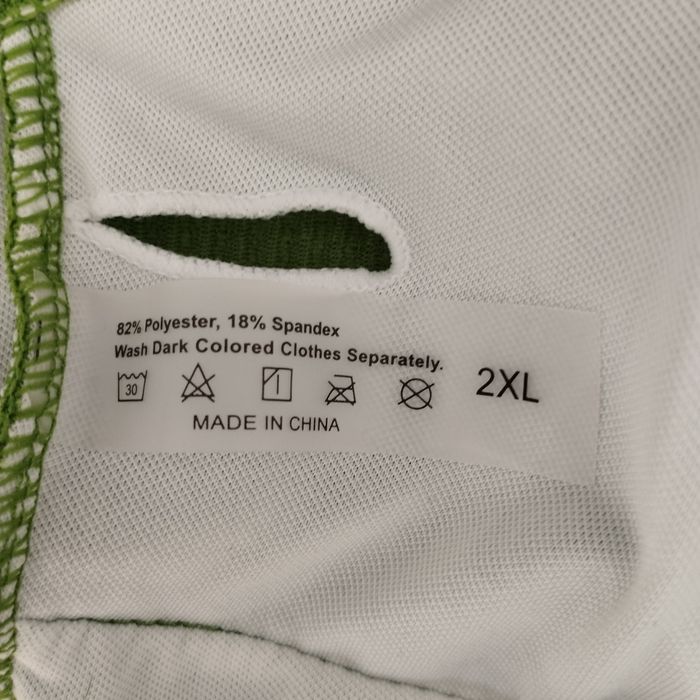 82% Polyester, 18% Spandex
Wash Dark Colored Clothes Separately.
30
2XL
MADE IN CHINA